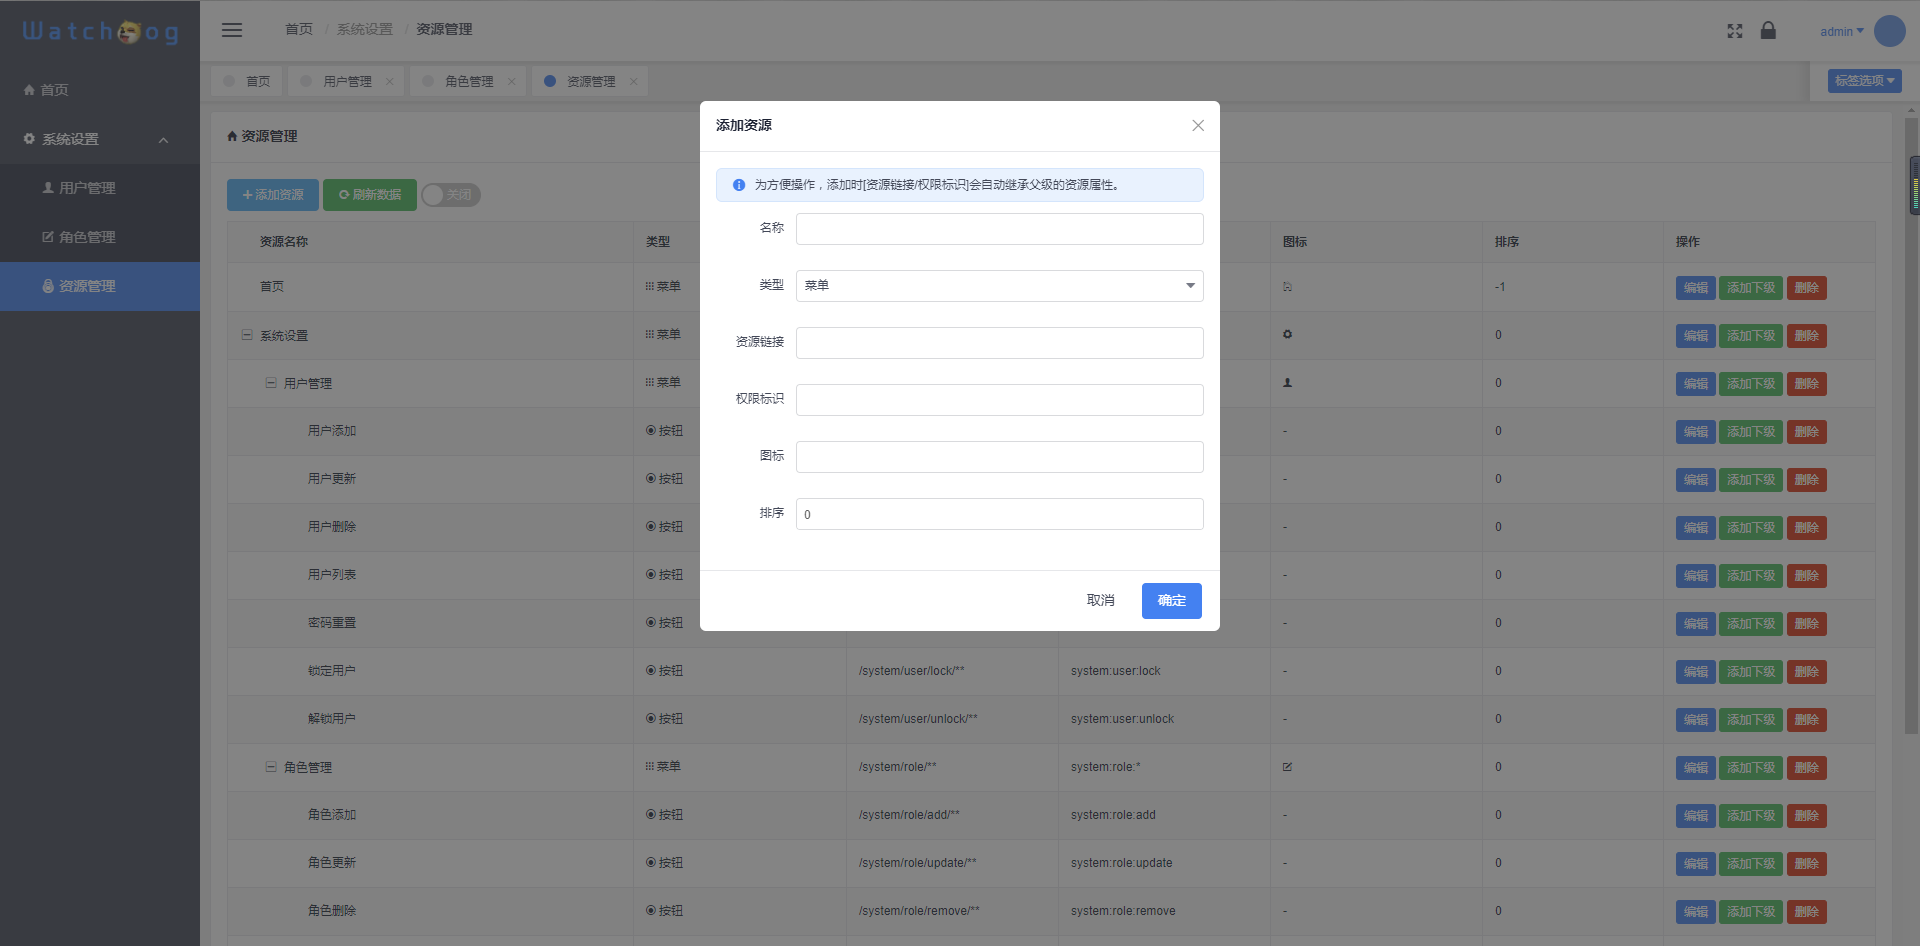 Watch og
首页 / 系统设置 / 资源管理
admin
首页
系统设置
用户管理
角色管理
资源管理
首页 用户管理 角色管理 资源管理
标签选项
资源管理
添加资源 刷新数据 关闭
添加资源
为方便操作，添加时[资源链接/权限标识]会自动继承父级的资源属性。
名称
类型 菜单
资源链接
权限标识
图标
排序 0
取消 确定
资源名称 类型 图标 排序 操作
首页 菜单 -1 编辑 添加下级 删除
系统设置 菜单 0 编辑 添加下级 删除
用户管理 菜单 0 编辑 添加下级 删除
用户添加 按钮 - 0 编辑 添加下级 删除
用户更新 按钮 - 0 编辑 添加下级 删除
用户删除 按钮 - 0 编辑 添加下级 删除
用户列表 按钮 - 0 编辑 添加下级 删除
密码重置 按钮 - 0 编辑 添加下级 删除
锁定用户 按钮 /system/user/lock/** system:user:lock - 0 编辑 添加下级 删除
解锁用户 按钮 /system/user/unlock/** system:user:unlock - 0 编辑 添加下级 删除
角色管理 菜单 /system/role/** system:role:* 0 编辑 添加下级 删除
角色添加 按钮 /system/role/add/** system:role:add - 0 编辑 添加下级 删除
角色更新 按钮 /system/role/update/** system:role:update - 0 编辑 添加下级 删除
角色删除 按钮 /system/role/remove/** system:role:remove - 0 编辑 添加下级 删除